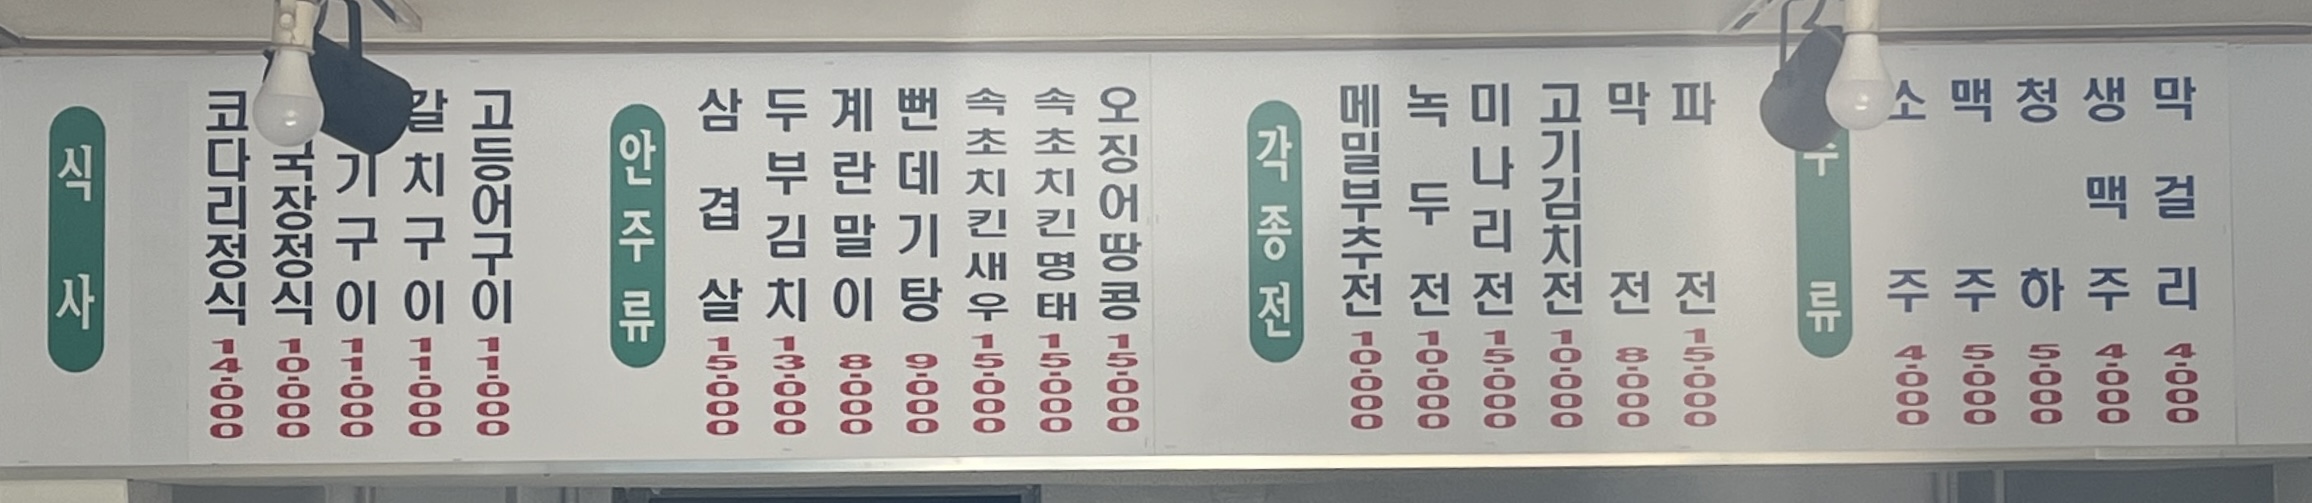 식사
코다리정식 14.000
국장정식 10.000
기구이 11.000
갈치구이 11.000
고등어구이 11.000
안주류
삼겹살 15.000
두부김치 13.000
계란말이 8.000
뻔데기탕 9.000
속초치킨새우 15.000
속초치킨명태 15.000
오징어땅콩 15.000
각종전
메밀부추전 10.000
녹두전 10.000
미나리전 15.000
고기김치전 10.000
막전 8.000
파전 15.000
주류
소주 4.000
맥주 5.000
청하 5.000
생맥주 4.000
막걸리 4.000